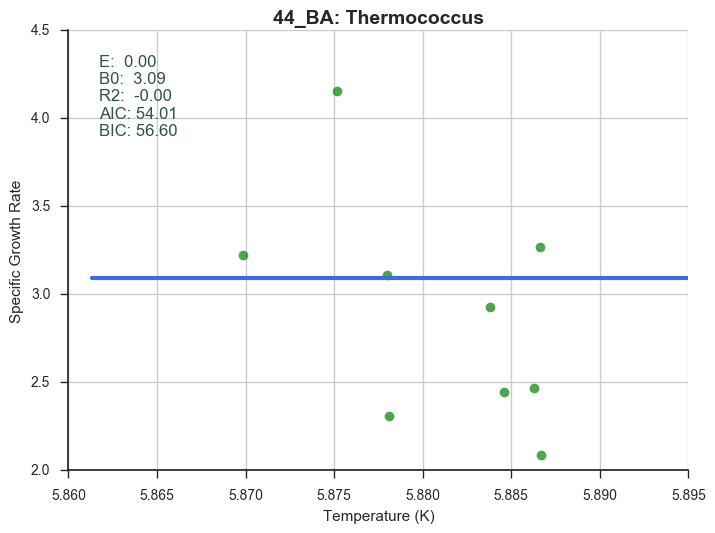 44_BA: Thermococcus
4.5
E:  0.00
B0:  3.09
R2:  -0.00
AIC: 54.01
BIC: 56.60
4.0
3.5
3.0
2.5
2.0
Specific Growth Rate
5.860 5.865 5.870 5.875 5.880 5.885 5.890 5.895
Temperature (K)